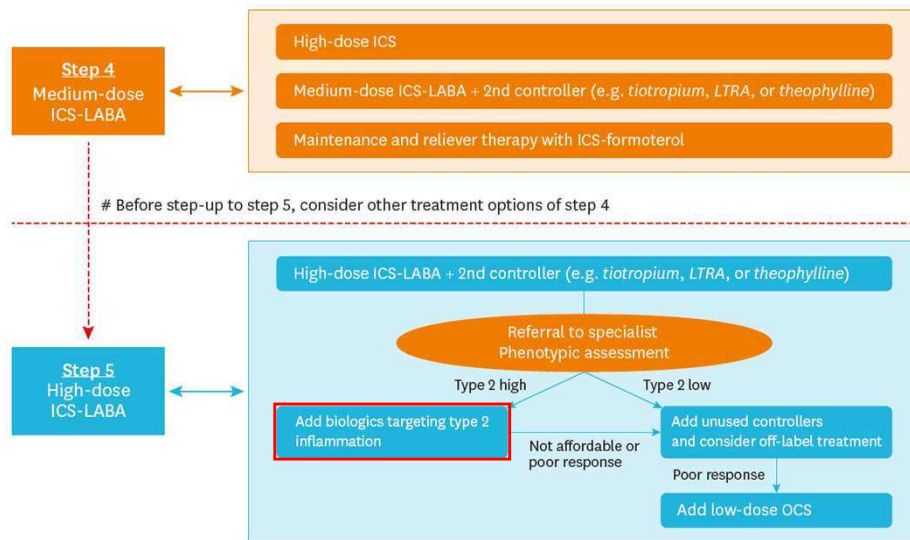 Step 4
Medium-dose
ICS-LABA
High-dose ICS
Medium-dose ICS-LABA + 2nd controller (e.g. tiotropium, LTRA, or theophylline)
Maintenance and reliever therapy with ICS-formoterol
# Before step-up to step 5, consider other treatment options of step 4
Step 5
High-dose
ICS-LABA
High-dose ICS-LABA + 2nd controller (e.g. tiotropium, LTRA, or theophylline)
Referral to specialist
Phenotypic assessment
Type 2 high
Type 2 low
Add biologics targeting type 2
inflammation
Not affordable or
poor response
Add unused controllers
and consider off-label treatment
Poor response
Add low-dose OCS